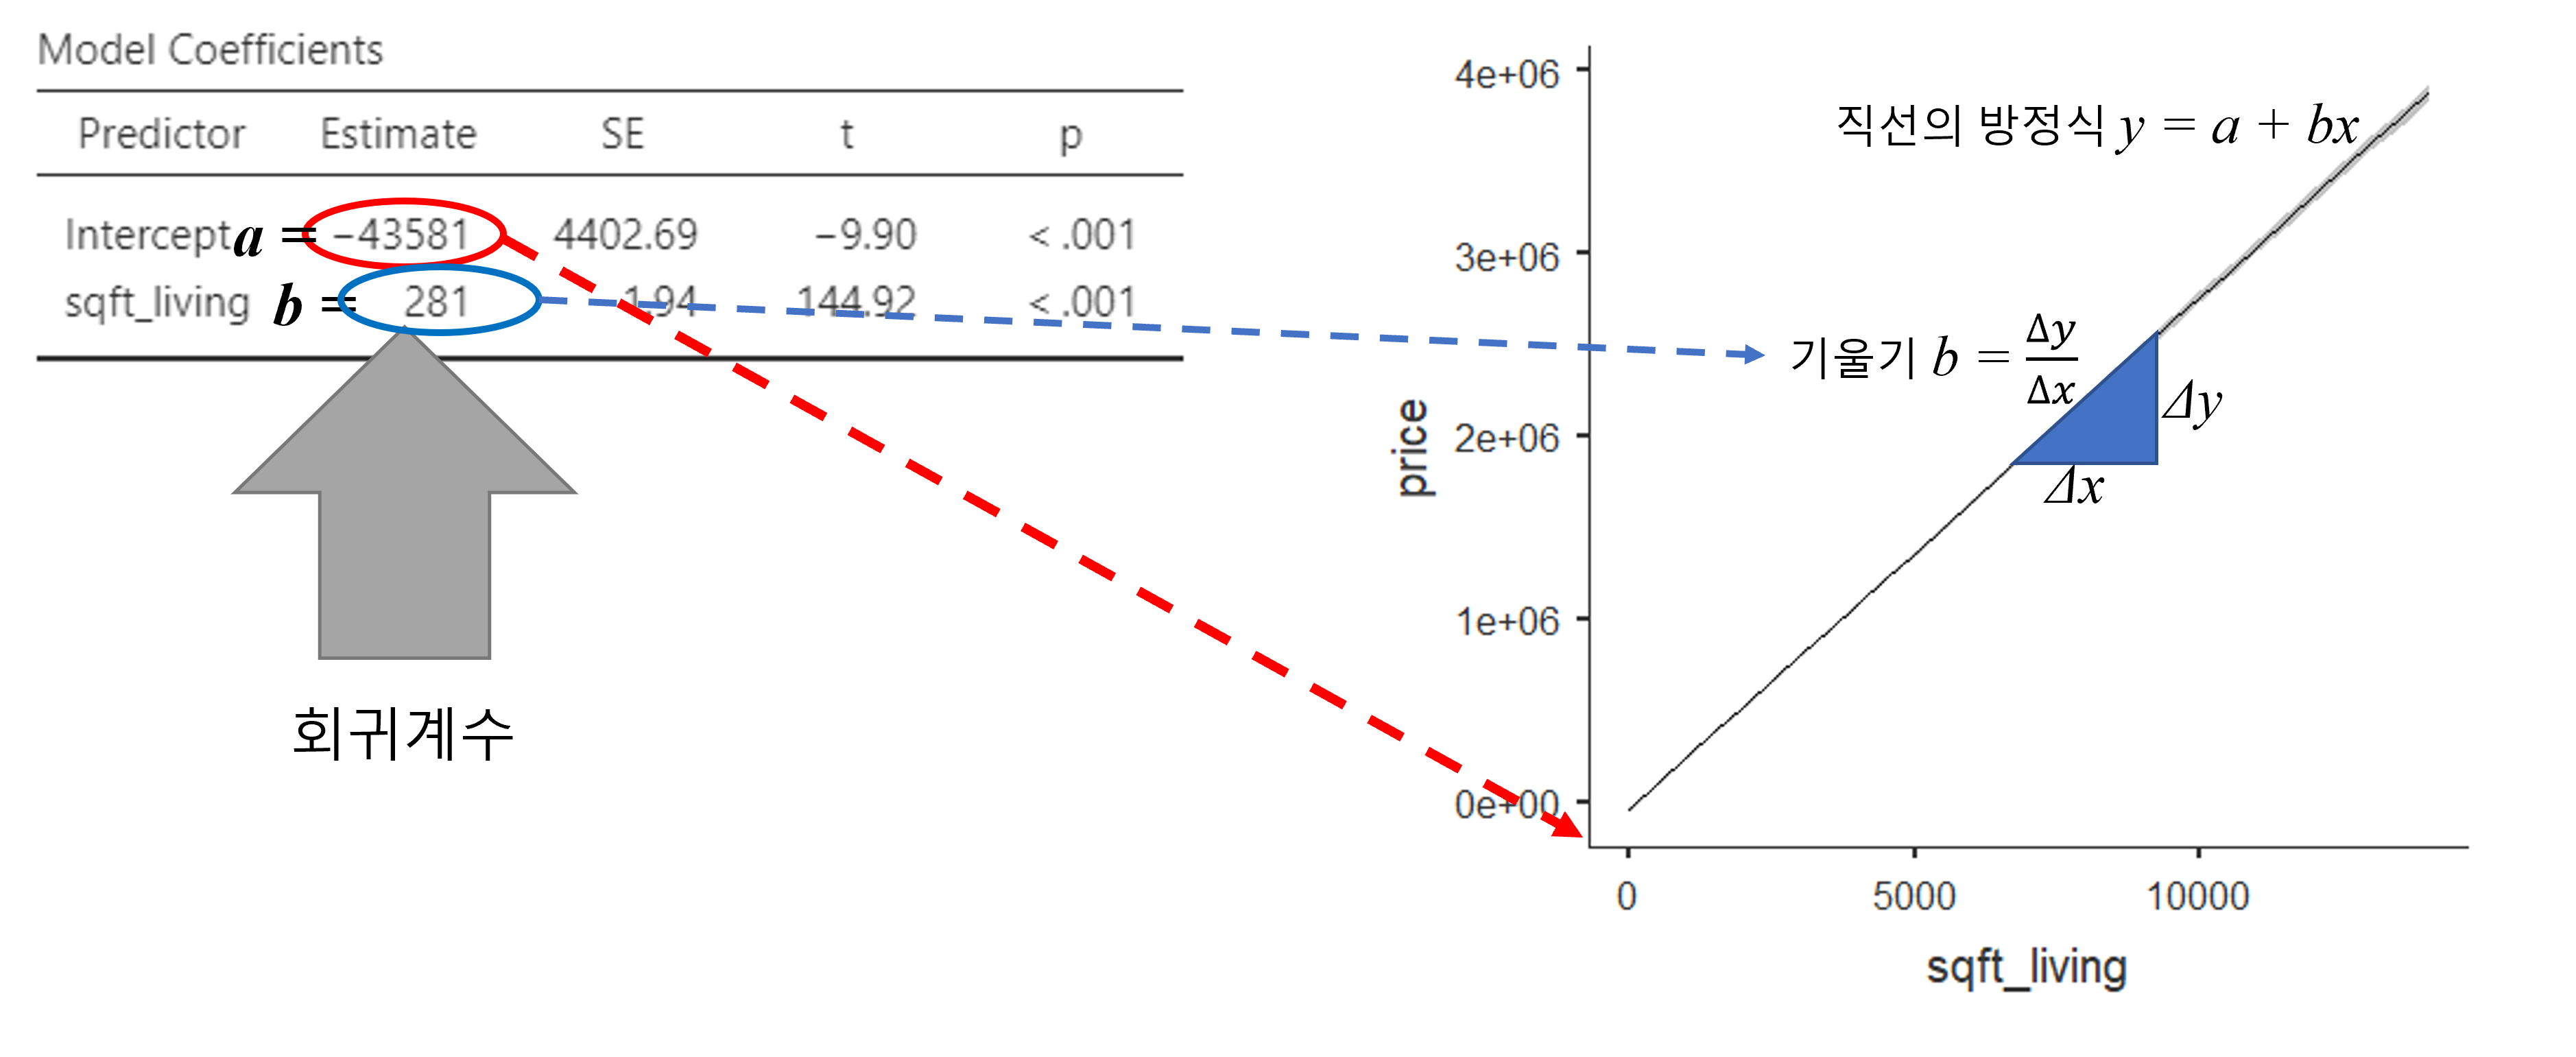 Model Coefficients
Predictor Estimate SE t p
Intercept a = −43581 4402.69 −9.90 < .001
sqft_living b = 281 1.94 144.92 < .001
회귀계수
4e+06
3e+06
2e+06
1e+06
0e+00
price
직선의 방정식 y = a + bx
기울기 b = Δy/Δx
Δy
Δx
0 5000 10000
sqft_living